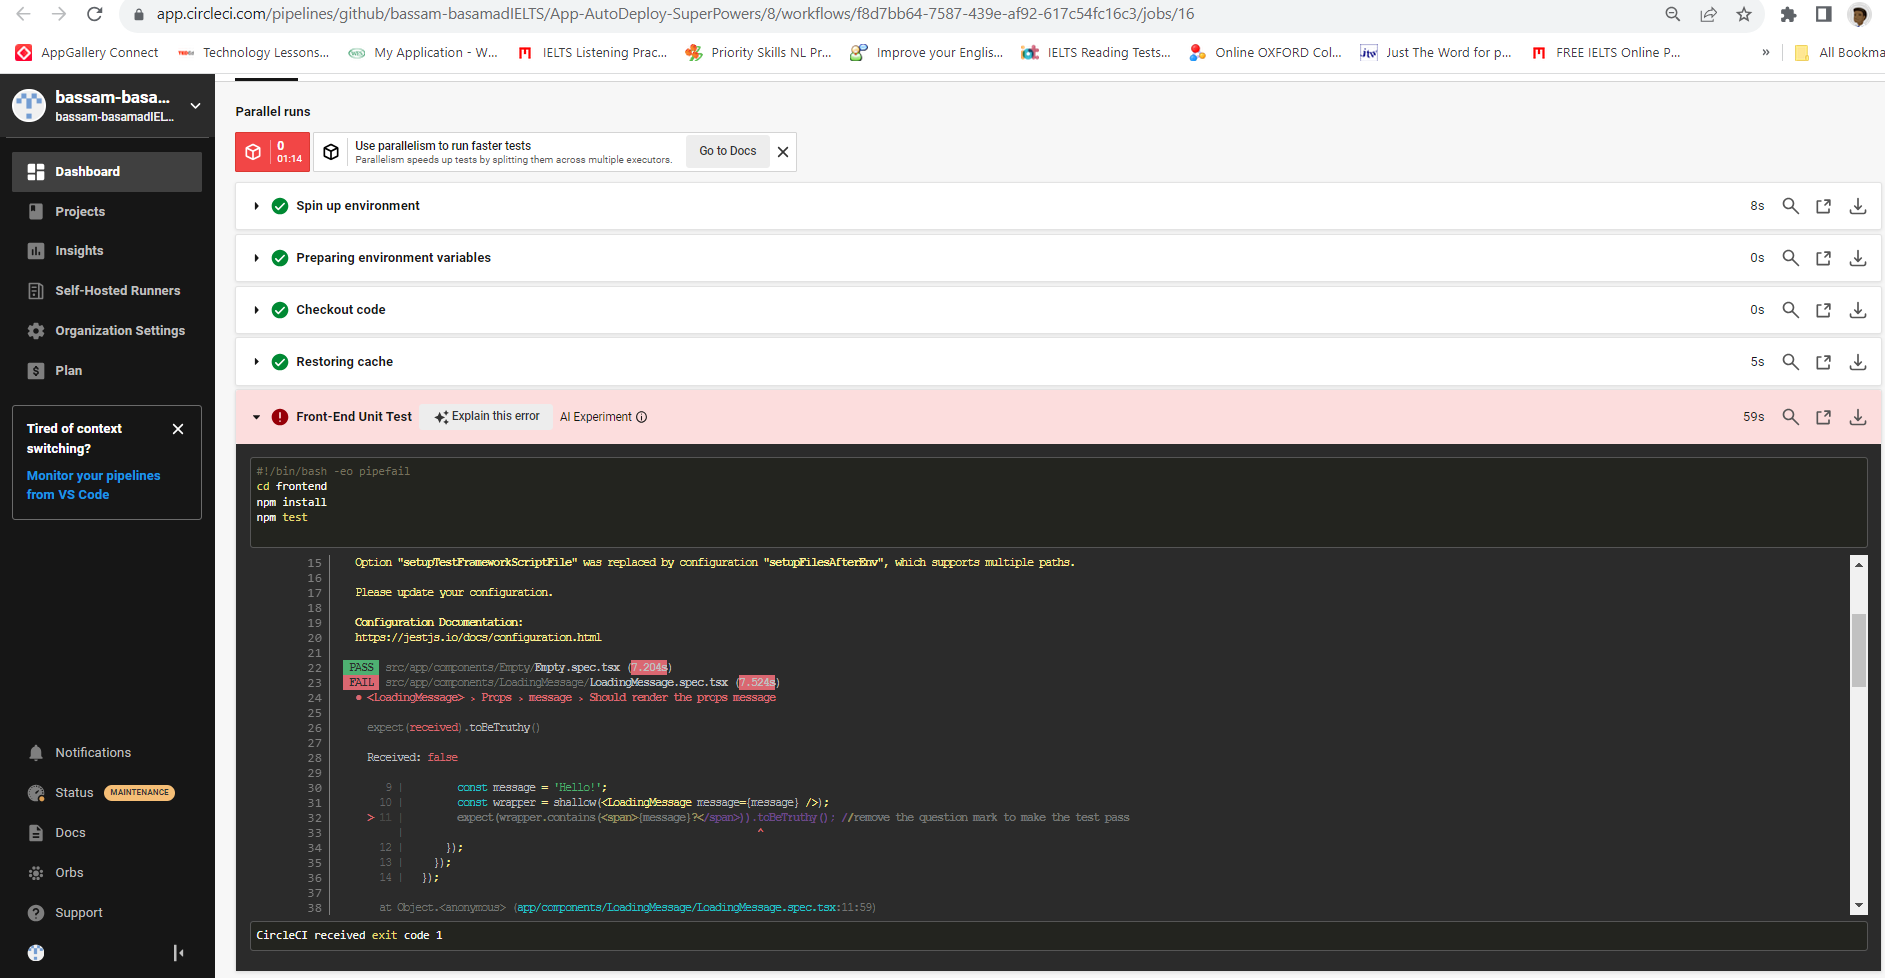 app.circleci.com/pipelines/github/bassam-basamadIELTS/App-AutoDeploy-SuperPowers/8/workflows/f8d7bb64-7587-439e-af92-617c54fc16c3/jobs/16
AppGallery Connect
Technology Lessons...
My Application - W...
IELTS Listening Prac...
Priority Skills NL Pr...
Improve your Englis...
IELTS Reading Tests...
Online OXFORD Col...
Just The Word for p...
FREE IELTS Online P...
»
All Bookma
bassam-basa...
bassam-basamadIEL...
Dashboard
Projects
Insights
Self-Hosted Runners
Organization Settings
Plan
Tired of context
switching?
Monitor your pipelines
from VS Code
Notifications
Status MAINTENANCE
Docs
Orbs
Support
Parallel runs
0
01:14
Use parallelism to run faster tests
Parallelism speeds up tests by splitting them across multiple executors.
Go to Docs
Spin up environment 8s
Preparing environment variables 0s
Checkout code 0s
Restoring cache 5s
Front-End Unit Test Explain this error AI Experiment 59s
#!/bin/bash -eo pipefail
cd frontend
npm install
npm test
15 Option "setupTestFrameworkScriptFile" was replaced by configuration "setupFilesAfterEnv", which supports multiple paths.
16
17 Please update your configuration.
18
19 Configuration Documentation:
20 https://jestjs.io/docs/configuration.html
21
22 PASS src/app/components/Empty/Empty.spec.tsx (7.204s)
23 FAIL src/app/components/LoadingMessage/LoadingMessage.spec.tsx (7.524s)
24 ● <LoadingMessage> › Props › message › Should render the props message
25
26 expect(received).toBeTruthy()
27
28 Received: false
29
30 9 | const message = 'Hello!';
31 10 | const wrapper = shallow(<LoadingMessage message={message} />);
32 > 11 | expect(wrapper.contains(<span>{message}?</span>)).toBeTruthy(); //remove the question mark to make the test pass
33 | ^
34 12 | });
35 13 | });
36 14 | });
37
38 at Object.<anonymous> (app/components/LoadingMessage/LoadingMessage.spec.tsx:11:59)
CircleCI received exit code 1